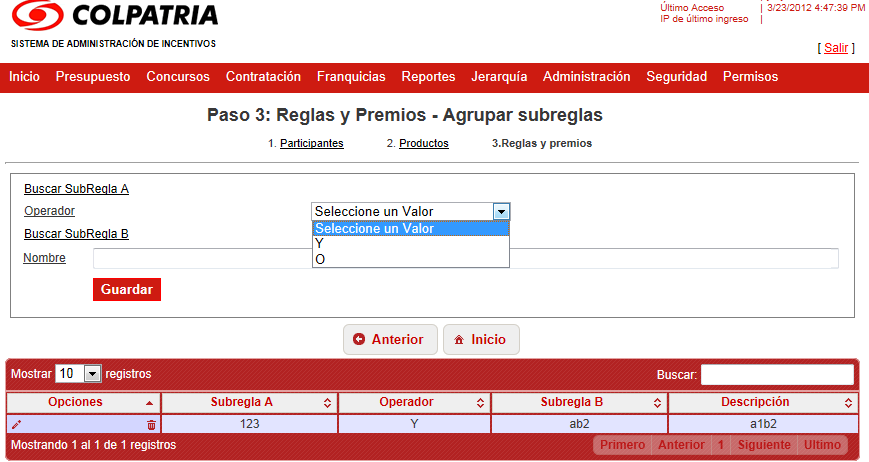 COLPATRIA
SISTEMA DE ADMINISTRACIÓN DE INCENTIVOS
Último Acceso | 3/23/2012 4:47:39 PM
IP de último ingreso |
[ Salir ]
Inicio Presupuesto Concursos Contratación Franquicias Reportes Jerarquía Administración Seguridad Permisos
Paso 3: Reglas y Premios - Agrupar subreglas
1. Participantes 2. Productos 3.Reglas y premios
Buscar SubRegla A
Operador Seleccione un Valor
Seleccione un Valor
Buscar SubRegla B
Y
Nombre
O
Guardar
Anterior Inicio
Mostrar 10 registros Buscar:
Opciones Subregla A Operador Subregla B Descripción
123 Y ab2 a1b2
Mostrando 1 al 1 de 1 registros Primero Anterior 1 Siguiente Ultimo